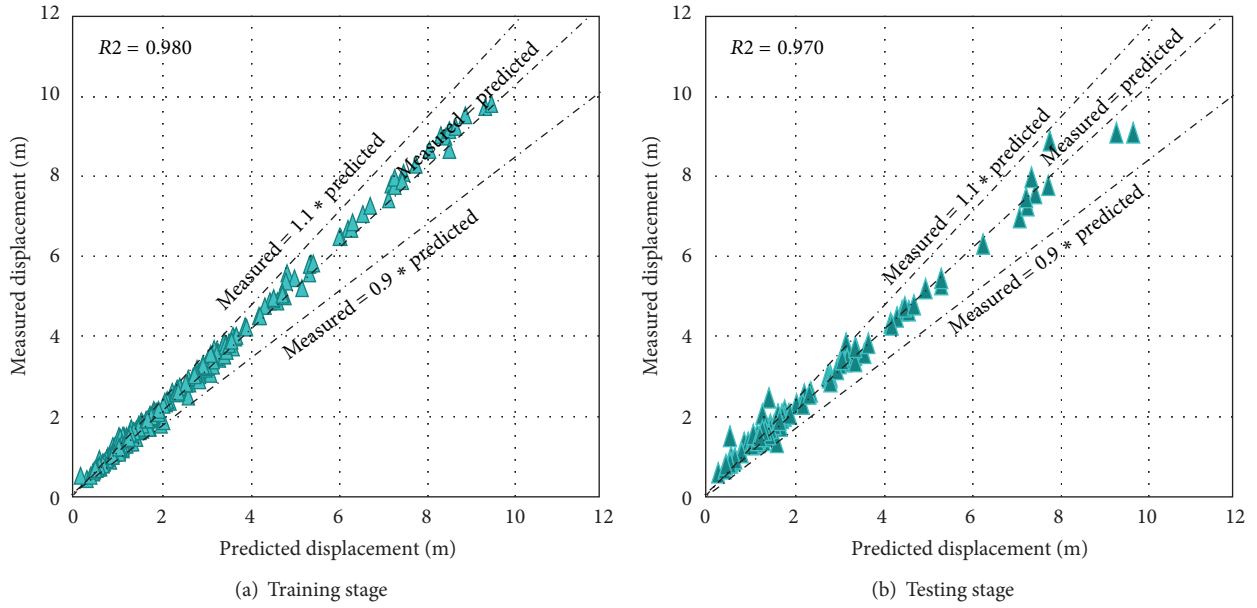 12
10
8
6
4
2
0
Measured displacement (m)
R2 = 0.980
Measured = 1.1 * predicted
Measured = predicted
Measured = 0.9 * predicted
0 2 4 6 8 10 12
Predicted displacement (m)
(a) Training stage
12
10
8
6
4
2
0
Measured displacement (m)
R2 = 0.970
Measured = 1.1 * predicted
Measured = predicted
Measured = 0.9 * predicted
0 2 4 6 8 10 12
Predicted displacement (m)
(b) Testing stage